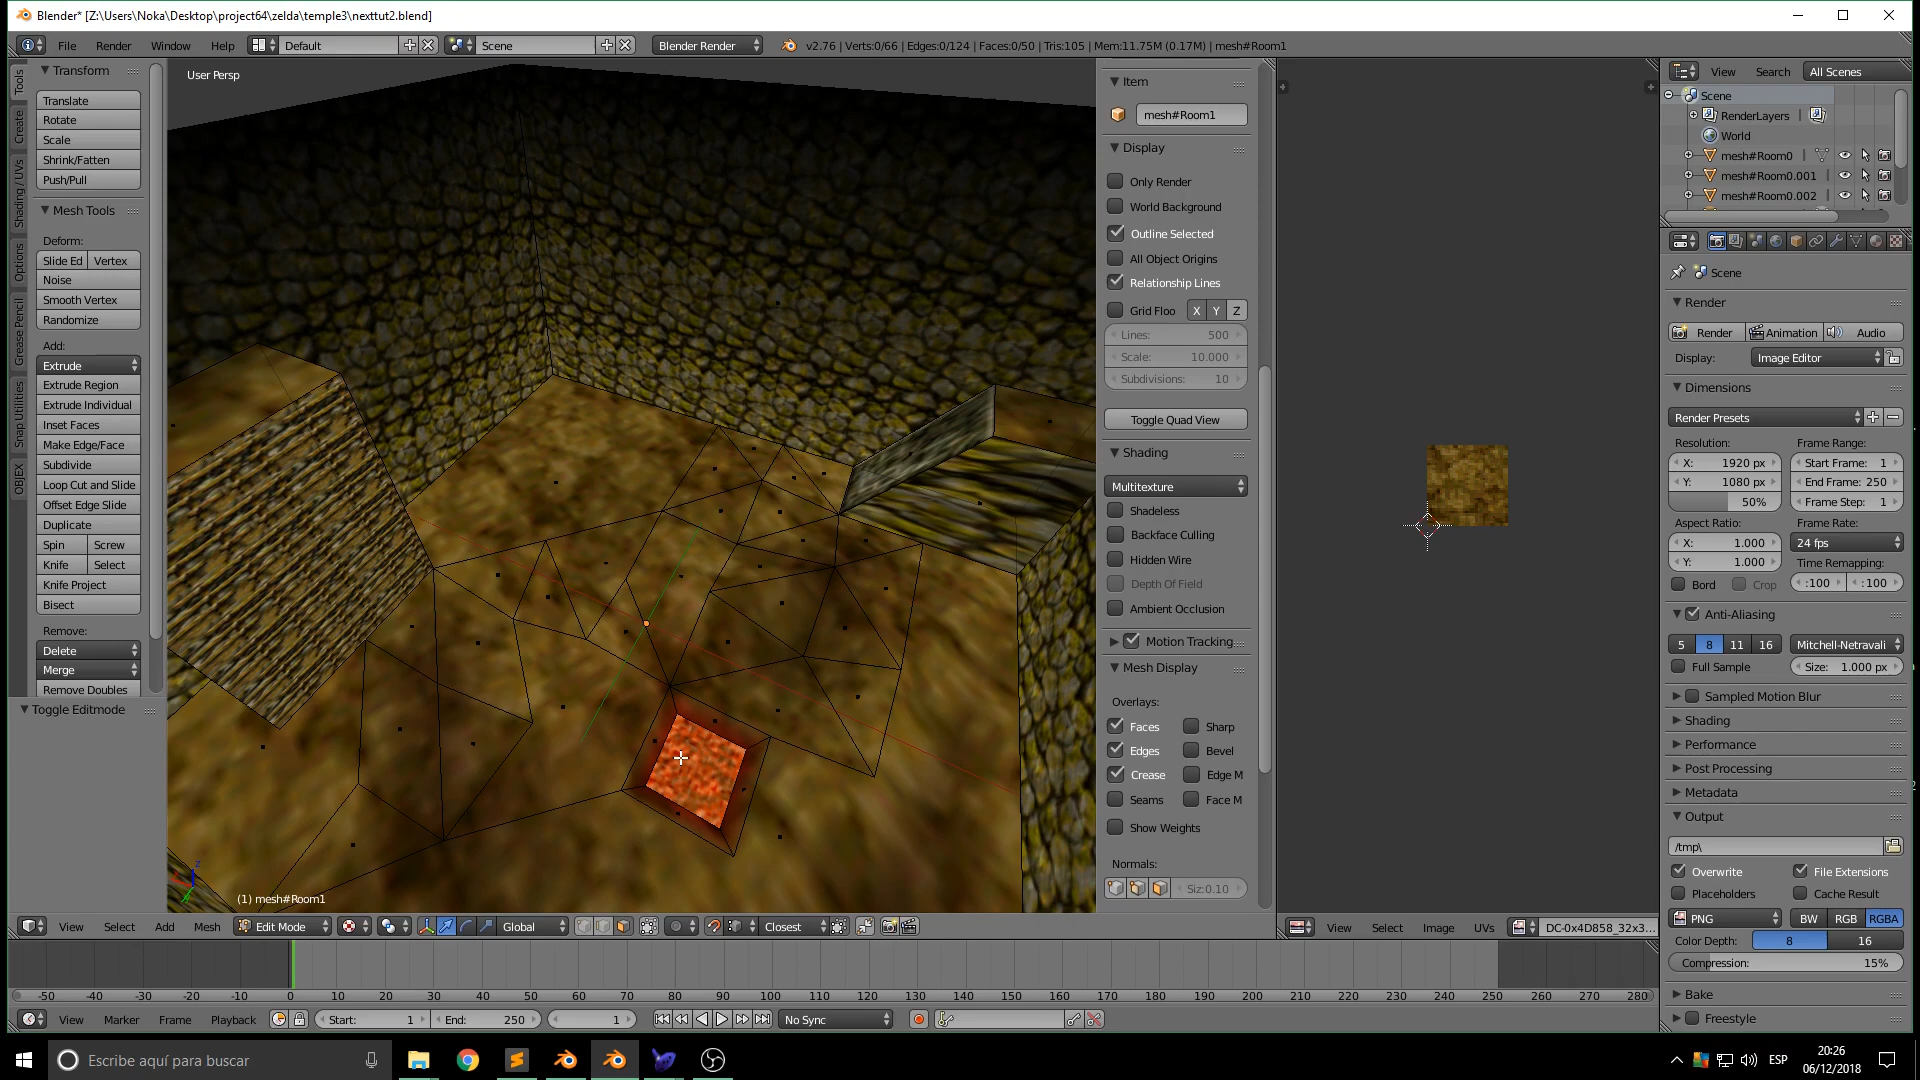 Blender* [Z:\Users\Noka\Desktop\project64\zelda\temple3\nexttut2.blend]
File Render Window Help Default Scene Blender Render v2.76 | Verts:0/66 | Edges:0/124 | Faces:0/50 | Tris:105 | Mem:11.75M (0.17M) | mesh#Room1
Tools
Create
Shading / UVs
Options
Grease Pencil
Snap Utilities
OBJEX
Transform
Translate
Rotate
Scale
Shrink/Fatten
Push/Pull
Mesh Tools
Deform:
Slide Ed Vertex
Noise
Smooth Vertex
Randomize
Add:
Extrude
Extrude Region
Extrude Individual
Inset Faces
Make Edge/Face
Subdivide
Loop Cut and Slide
Offset Edge Slide
Duplicate
Spin Screw
Knife Select
Knife Project
Bisect
Remove:
Delete
Merge
Remove Doubles
Toggle Editmode
User Persp
z
(1) mesh#Room1
Item
mesh#Room1
Display
Only Render
World Background
Outline Selected
All Object Origins
Relationship Lines
Grid Floo X Y Z
Lines: 500
Scale: 10.000
Subdivisions: 10
Toggle Quad View
Shading
Multitexture
Shadeless
Backface Culling
Hidden Wire
Depth Of Field
Ambient Occlusion
Motion Tracking
Mesh Display
Overlays:
Faces Sharp
Edges Bevel
Crease Edge M
Seams Face M
Show Weights
Normals:
Siz:0.10
View Search All Scenes
Scene
RenderLayers |
World
mesh#Room0 |
mesh#Room0.001
mesh#Room0.002
Scene
Render
Render Animation Audio
Display: Image Editor
Dimensions
Render Presets
Resolution: Frame Range:
X: 1920 px Start Frame: 1
Y: 1080 px End Frame: 250
50% Frame Step: 1
Aspect Ratio: Frame Rate:
X: 1.000 24 fps
Y: 1.000 Time Remapping:
Bord Crop :100 :100
Anti-Aliasing
5 8 11 16 Mitchell-Netravali
Full Sample Size: 1.000 px
Sampled Motion Blur
Shading
Performance
Post Processing
Metadata
Output
/tmp\
Overwrite File Extensions
Placeholders Cache Result
PNG BW RGB RGBA
Color Depth: 8 16
Compression: 15%
Bake
Freestyle
View Select Add Mesh Edit Mode Global Closest
View Select Image UVs DC-0x4D858_32x3...
-50 -40 -30 -20 -10 0 10 20 30 40 50 60 70 80 90 100 110 120 130 140 150 160 170 180 190 200 210 220 230 240 250 260 270 280
View Marker Frame Playback Start: 1 End: 250 1 No Sync
Escribe aquí para buscar
ESP
20:26
06/12/2018